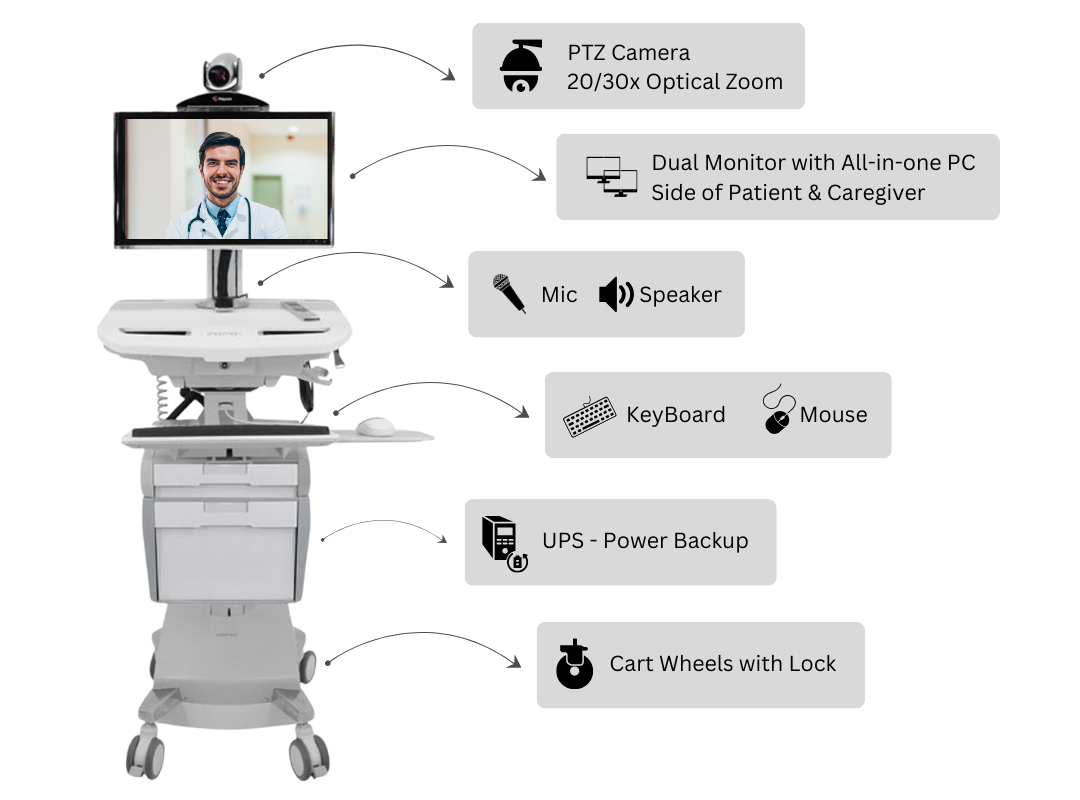 PTZ Camera
20/30x Optical Zoom
Dual Monitor with All-in-one PC
Side of Patient & Caregiver
Mic
Speaker
KeyBoard
Mouse
UPS - Power Backup
Cart Wheels with Lock